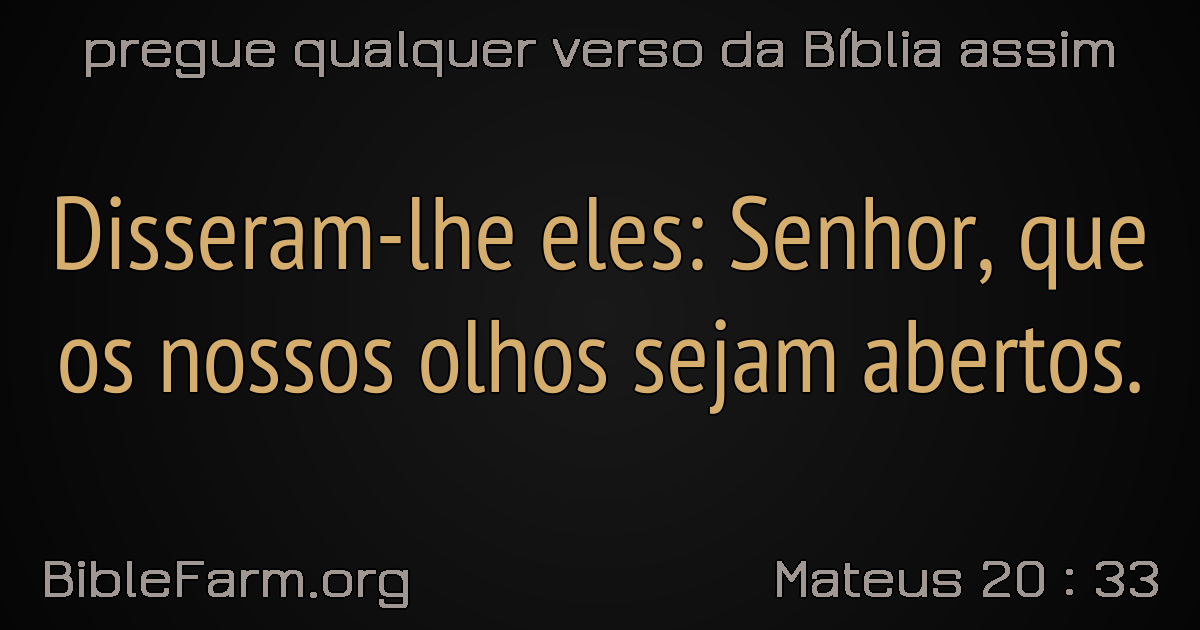 pregue qualquer verso da Bíblia assim
Disseram-lhe eles: Senhor, que
os nossos olhos sejam abertos.
BibleFarm.org
Mateus 20 : 33